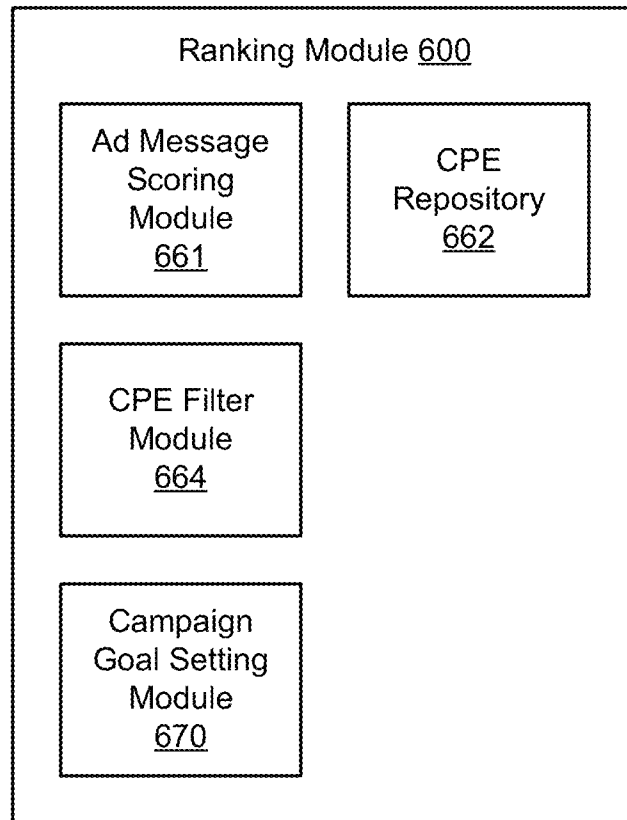 Ranking Module 600
Ad Message
Scoring
Module
661
CPE
Repository
662
CPE Filter
Module
664
Campaign
Goal Setting
Module
670